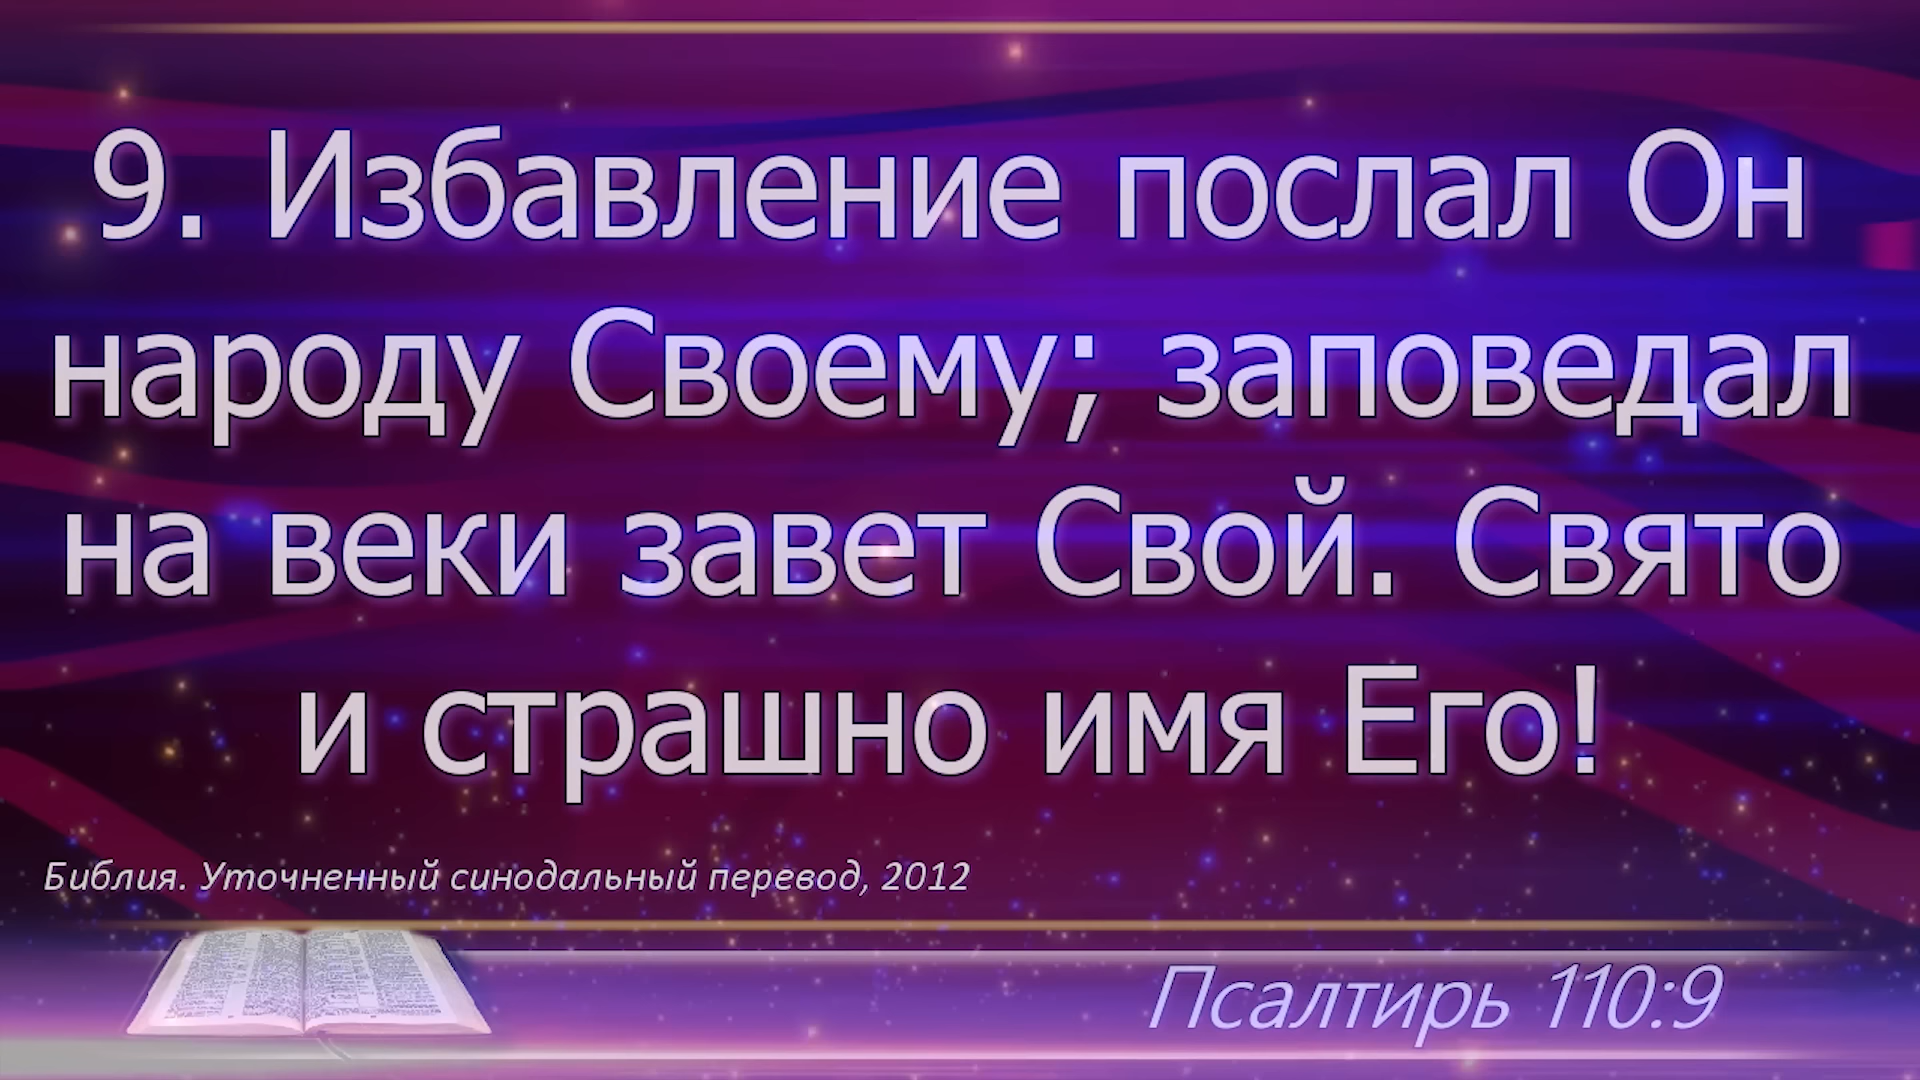 9. Избавление послал Он
народу Своему; заповедал
на веки завет Свой. Свято
и страшно имя Его!
Библия. Уточненный синодальный перевод, 2012
Псалтирь 110:9